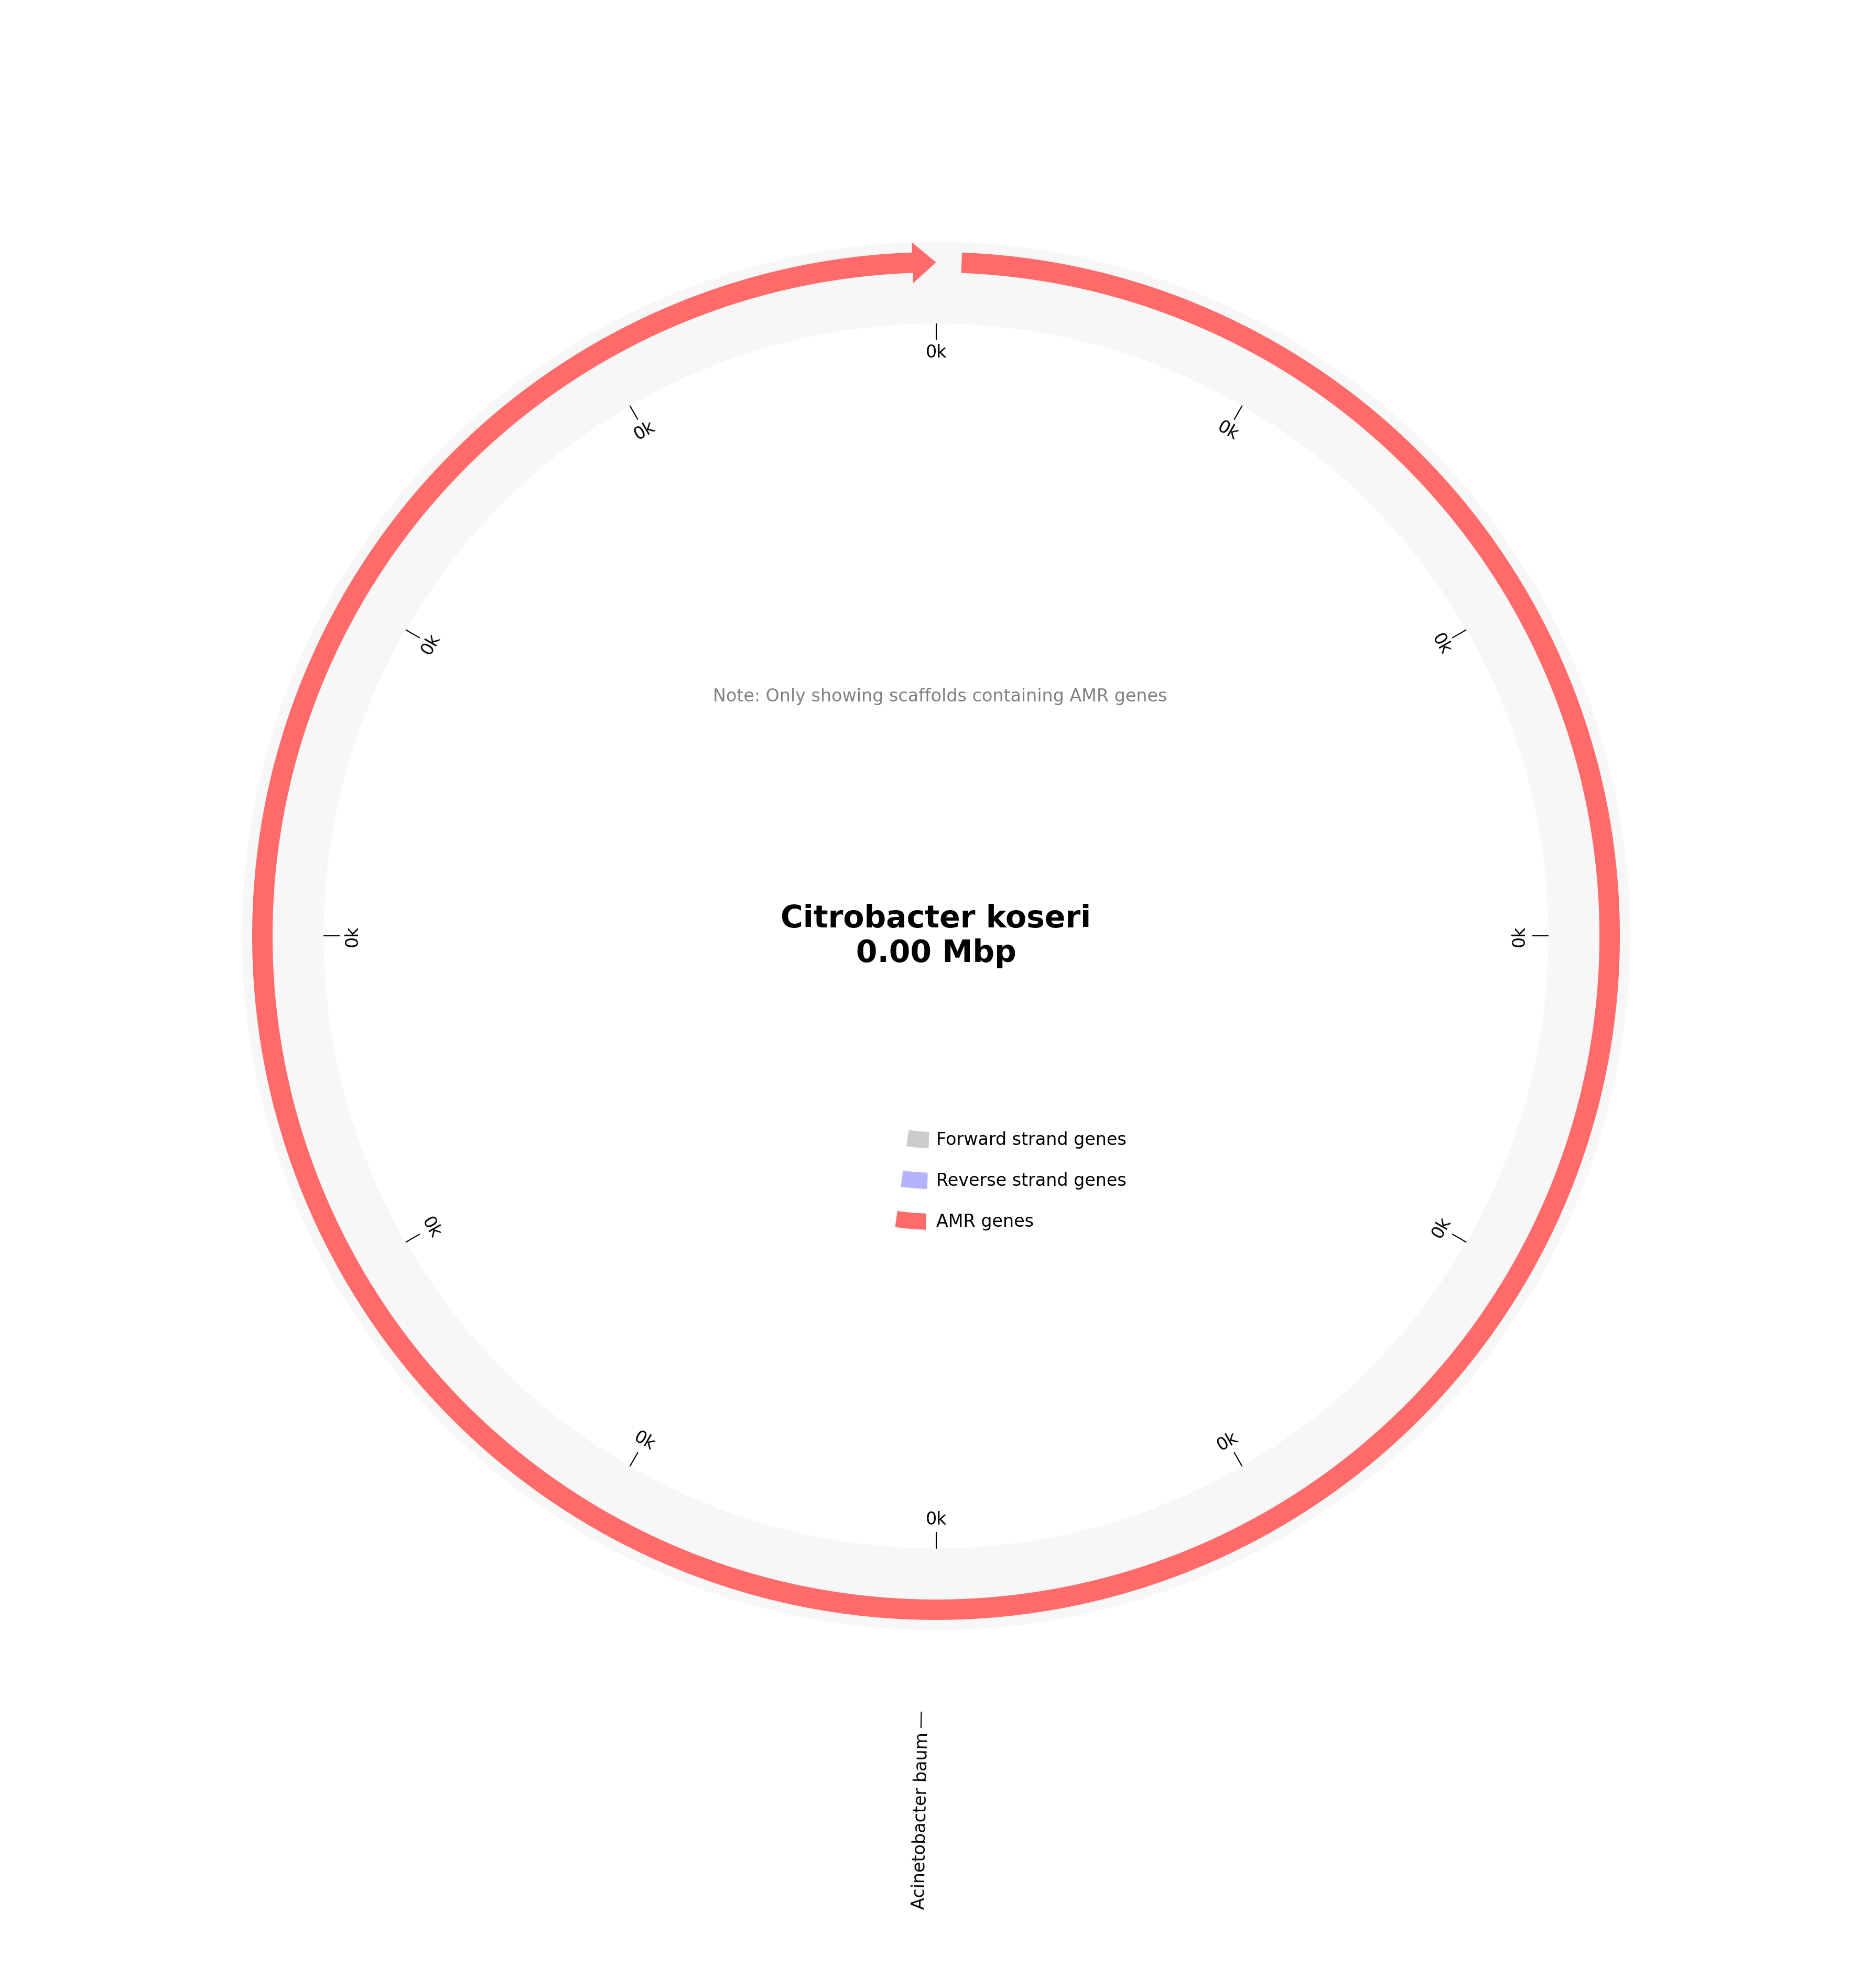 0k
0k
0k
0k
0k
Note: Only showing scaffolds containing AMR genes
0k
0k
Citrobacter koseri
0.00 Mbp
Forward strand genes
Reverse strand genes
AMR genes
0k
0k
0k
0k
0k
Acinetobacter baum